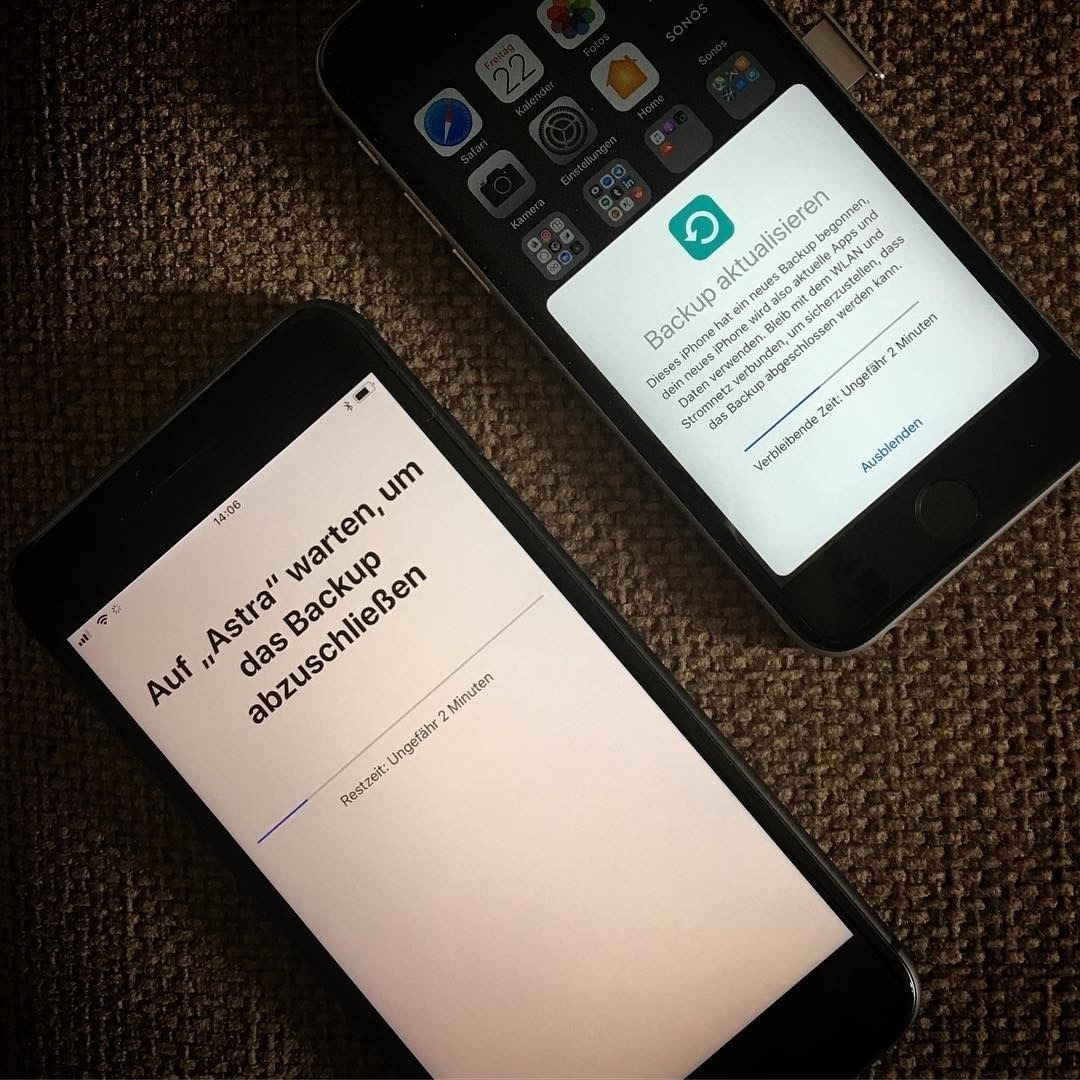 Fotos
SONOS
Freitag
22
Kalender
Home
Sonos
Safari
Einstellungen
Kamera
Backup aktualisieren
Dieses iPhone hat ein neues Backup begonnen,
dein neues iPhone wird also aktuelle Apps und
Daten verwenden. Bleib mit dem WLAN und
Stromnetz verbunden, um sicherzustellen, dass
das Backup abgeschlossen werden kann.
Verbleibende Zeit: Ungefähr 2 Minuten
Ausblenden
14:06
Auf „Astra“ warten, um
das Backup
abzuschließen
Restzeit: Ungefähr 2 Minuten